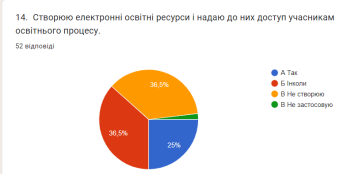 14. Створюю електронні освітні ресурси і надаю до них доступ учасникам
освітнього процесу.
52 відповіді
36,5%
36,5%
25%
А Так
Б Інколи
В Не створюю
В Не застосовую